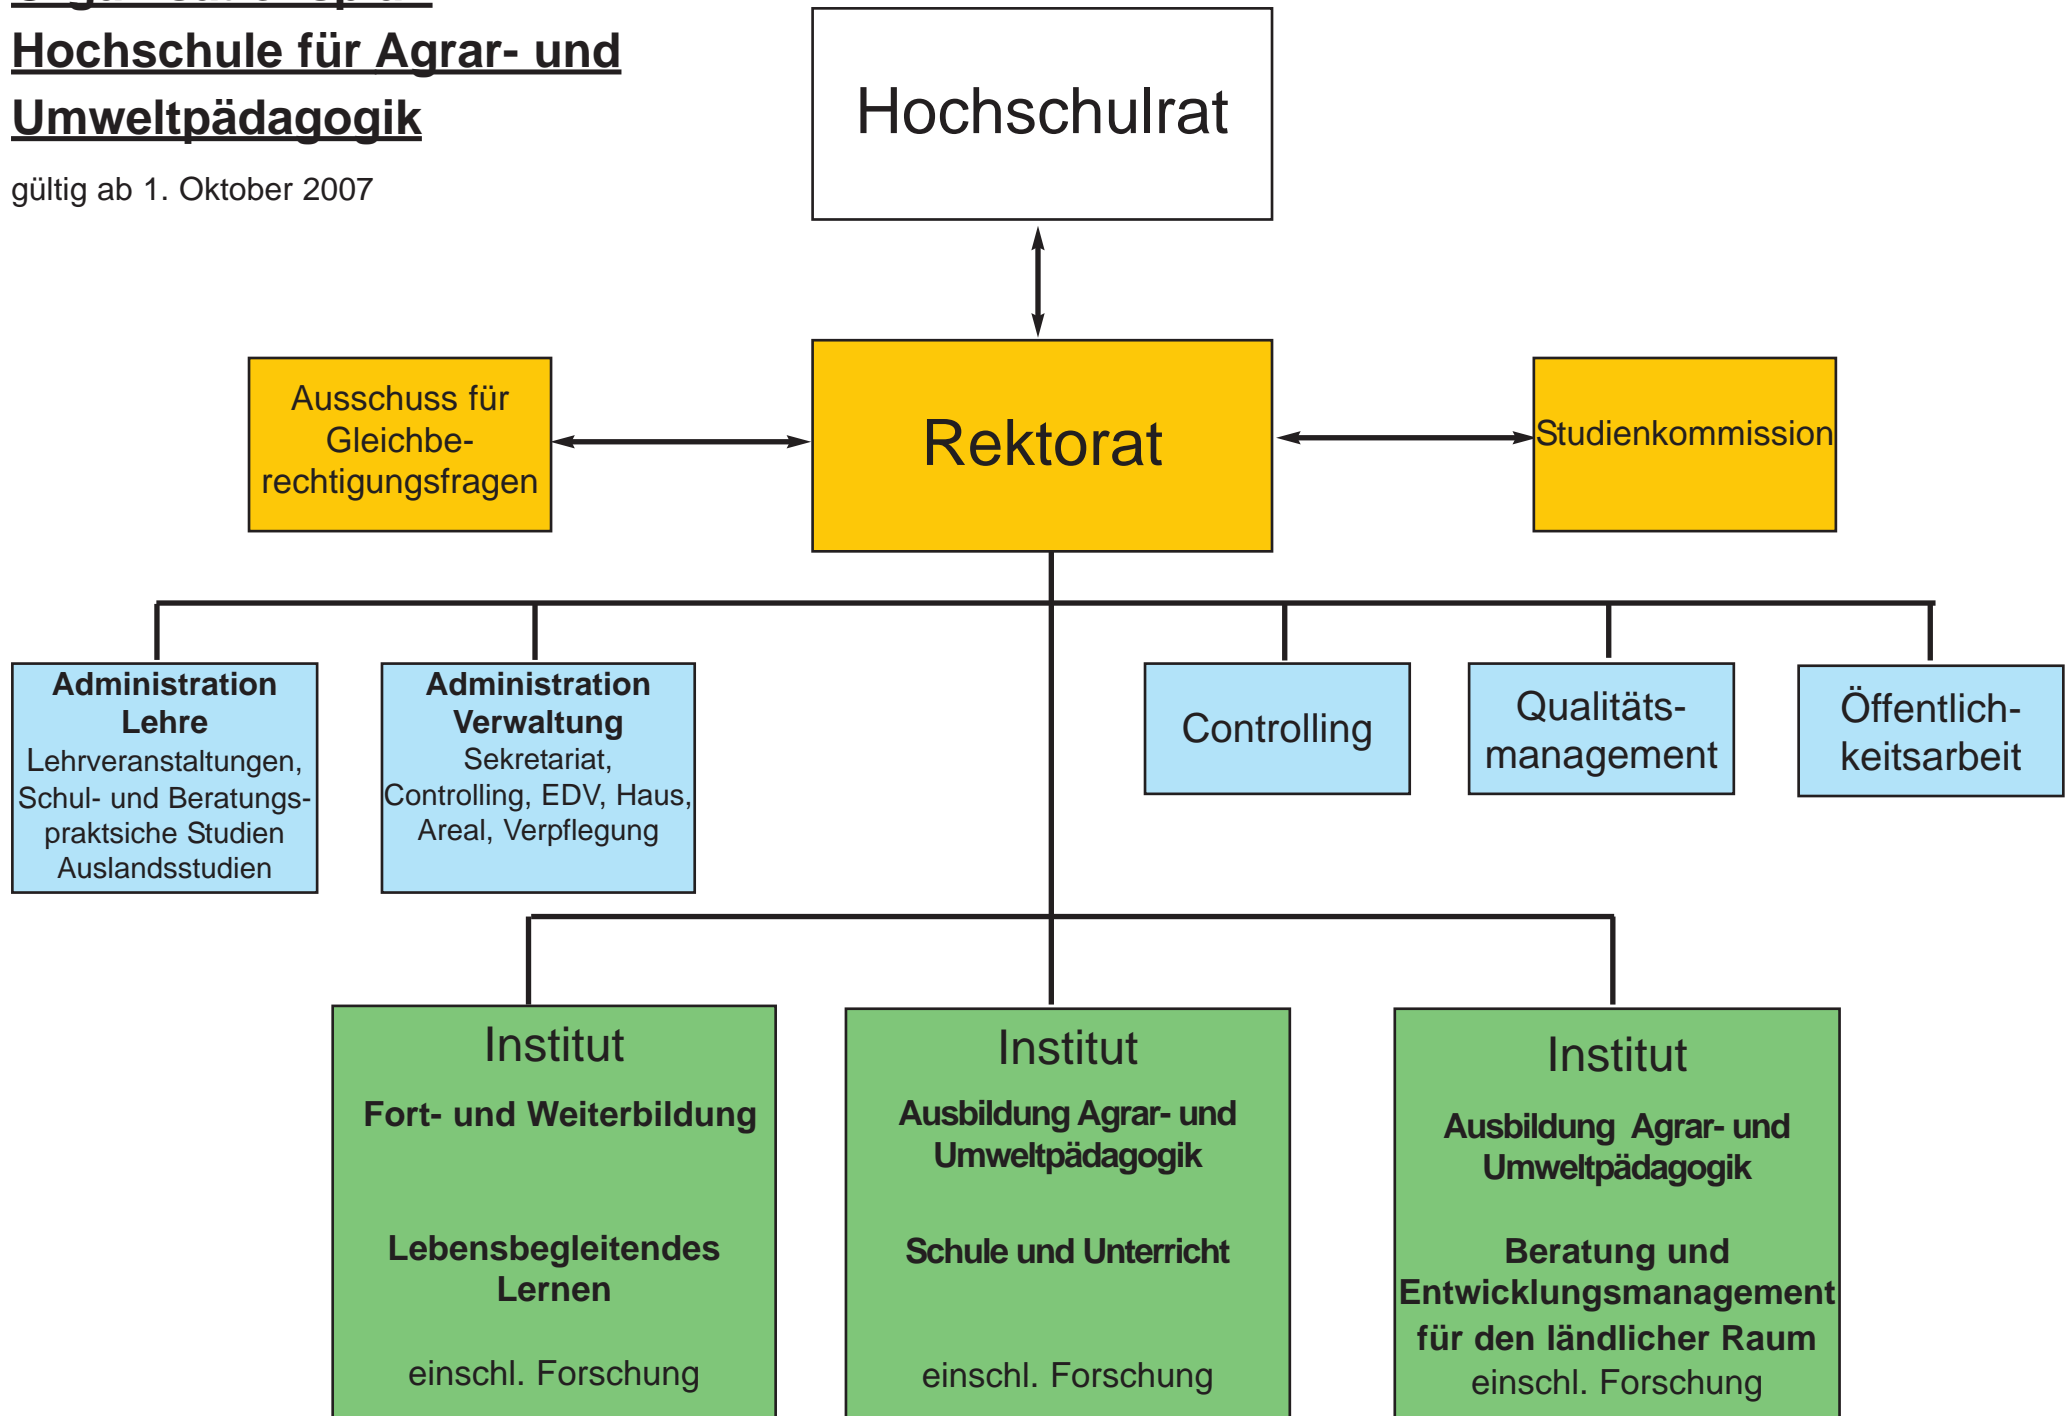 Hochschule für Agrar- und
Umweltpädagogik
gültig ab 1. Oktober 2007
Hochschulrat
Ausschuss für
Gleichbe-
rechtigungsfragen
Rektorat
Studienkommission
Administration
Lehre
Lehrveranstaltungen,
Schul- und Beratungs-
praktsiche Studien
Auslandsstudien
Administration
Verwaltung
Sekretariat,
Controlling, EDV, Haus,
Areal, Verpflegung
Controlling
Qualitäts-
management
Öffentlich-
keitsarbeit
Institut
Fort- und Weiterbildung
Lebensbegleitendes
Lernen
einschl. Forschung
Institut
Ausbildung Agrar- und
Umweltpädagogik
Schule und Unterricht
einschl. Forschung
Institut
Ausbildung Agrar- und
Umweltpädagogik
Beratung und
Entwicklungsmanagement
für den ländlicher Raum
einschl. Forschung